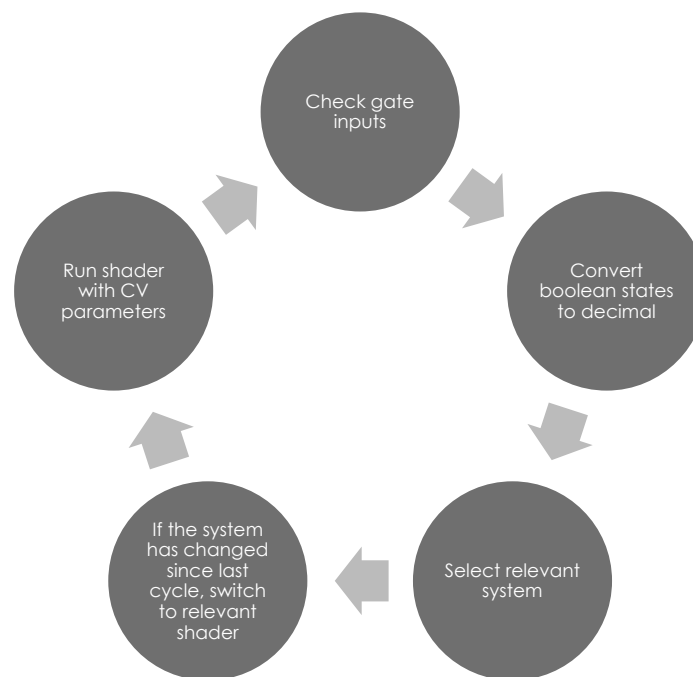 Check gate
inputs
Convert
boolean states
to decimal
Select relevant
system
If the system
has changed
since last
cycle, switch
to relevant
shader
Run shader
with CV
parameters